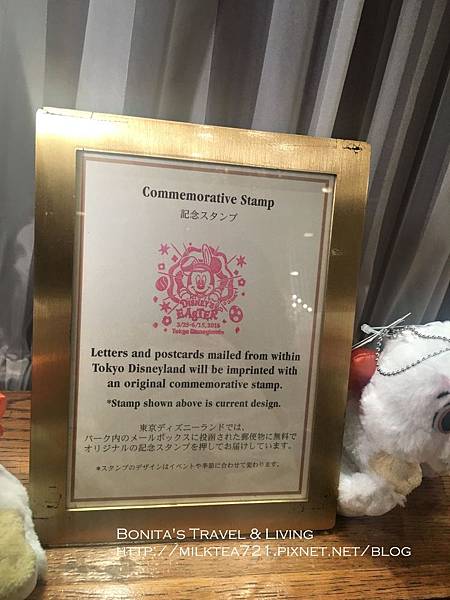 Commemorative Stamp
記念スタンプ
DISNEY'S
EASTER
Tokyo Disneyland
Letters and postcards mailed from within
Tokyo Disneyland will be imprinted with
an original commemorative stamp.
*Stamp shown above is current design.
東京ディズニーランドでは、
パーク内のメールボックスに投函された郵便物に無料で
オリジナルの記念スタンプを押してお届けしています。
*スタンプのデザインはイベントや季節に合わせて変わります。
Bonita's Travel & Living
http://milktea721.pixnet.net/blog